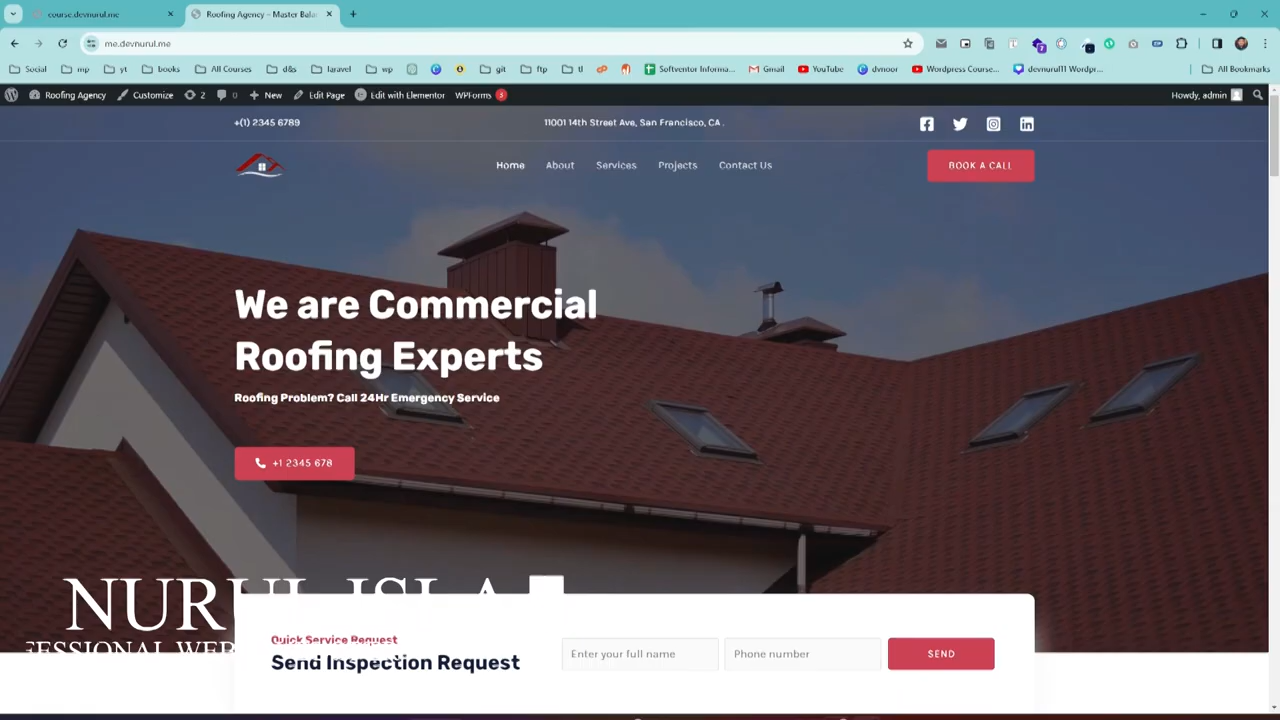 course.devnurul.me
Roofing Agency – Master Balan
me.devnurul.me
Social mp yt books All Courses d&s laravel wp git ftp tl Softventor Informa... Gmail YouTube dvnoor Wordpress Course... devnurul11 Wordpr... All Bookmarks
Roofing Agency Customize 2 0 New Edit Page Edit with Elementor WPForms 3 Howdy, admin
+(1) 2345 6789 11001 14th Street Ave, San Francisco, CA .
Home About Services Projects Contact Us BOOK A CALL
We are Commercial
Roofing Experts
Roofing Problem? Call 24Hr Emergency Service
+1 2345 678
NURUL ISLA
Quick Service Request
Send Inspection Request
Enter your full name Phone number SEND